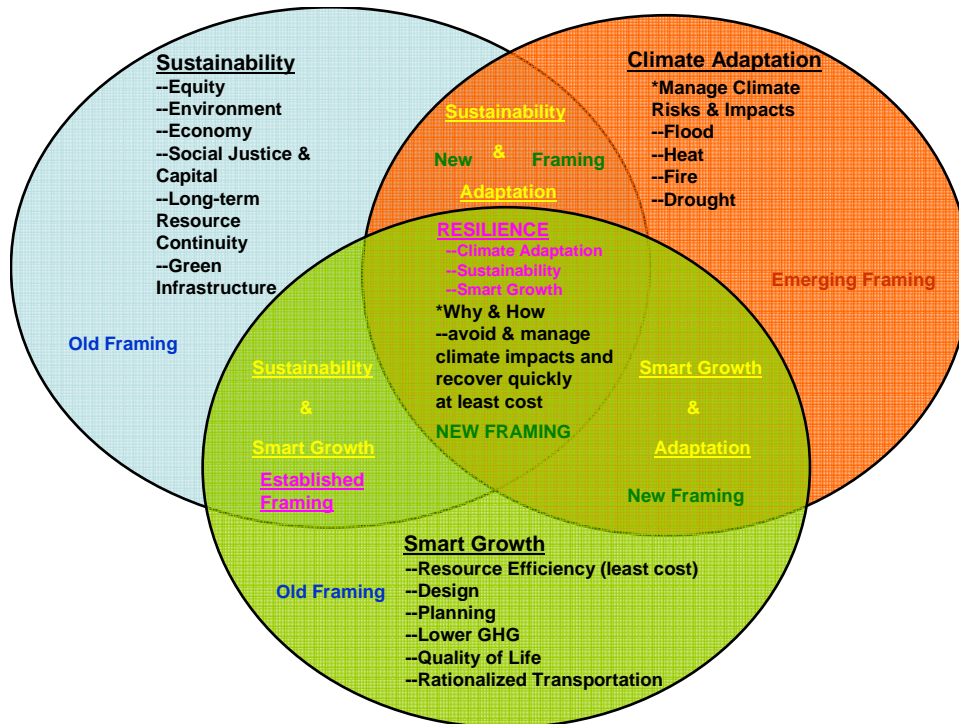 Sustainability
--Equity
--Environment
--Economy
--Social Justice &
Capital
--Long-term
Resource
Continuity
--Green
Infrastructure
Old Framing
Climate Adaptation
*Manage Climate
Risks & Impacts
--Flood
--Heat
--Fire
--Drought
Emerging Framing
Sustainability
New & Framing
Adaptation
RESILIENCE
--Climate Adaptation
--Sustainability
--Smart Growth
*Why & How
--avoid & manage
climate impacts and
recover quickly
at least cost
NEW FRAMING
Sustainability
&
Smart Growth
Established
Framing
Smart Growth
&
Adaptation
New Framing
Smart Growth
--Resource Efficiency (least cost)
--Design
--Planning
--Lower GHG
--Quality of Life
--Rationalized Transportation
Old Framing